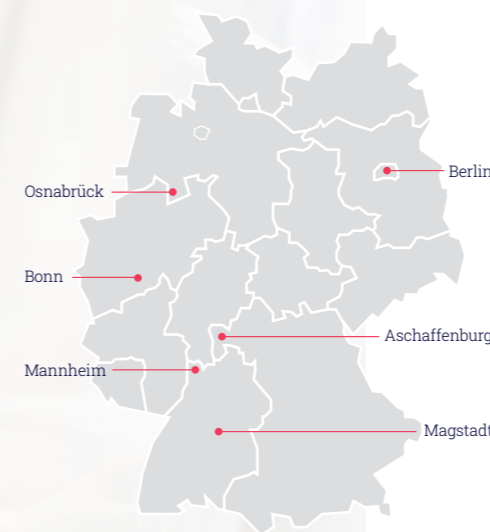 Berlin
Osnabrück
Bonn
Aschaffenburg
Mannheim
Magstadt